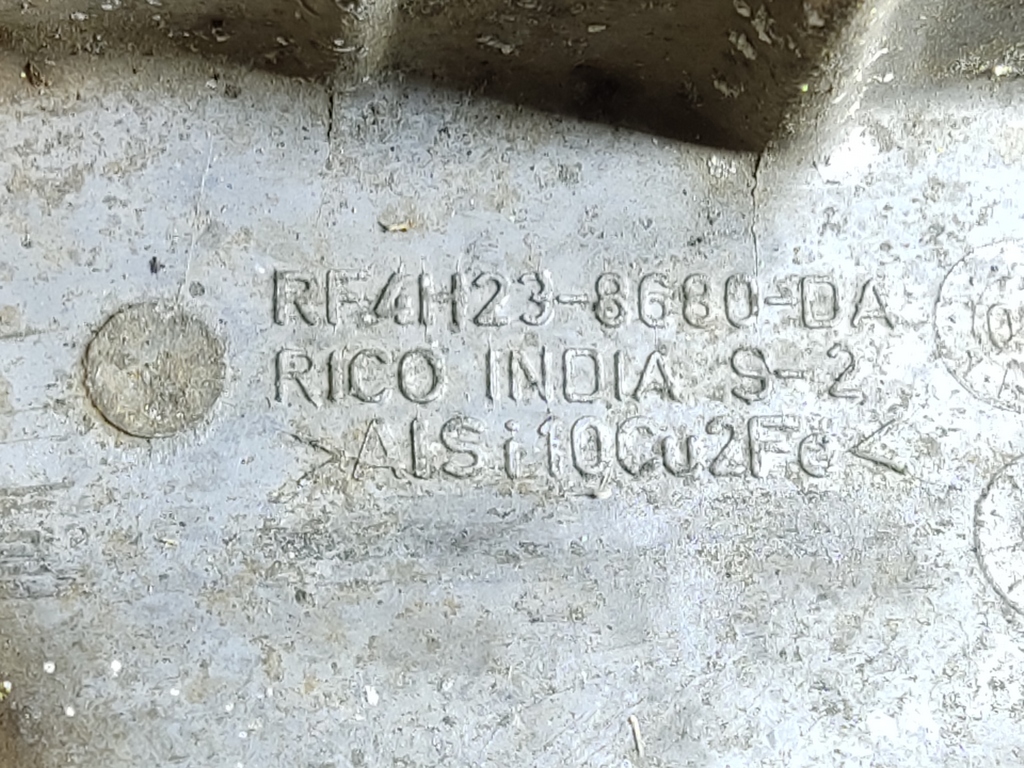 RF4H23-8680-DA
RICO INDIA S-2
>AlSi10Cu2Fe<